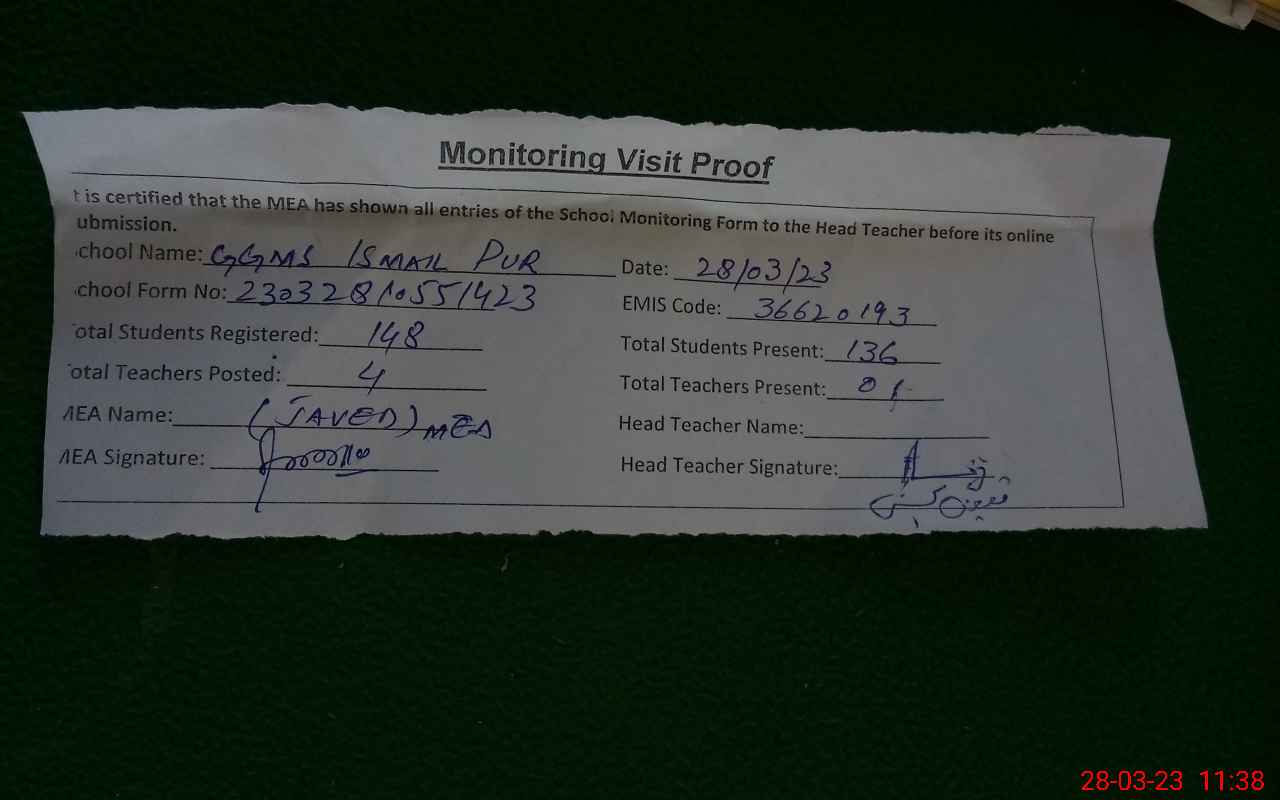 Monitoring Visit Proof
t is certified that the MEA has shown all entries of the School Monitoring Form to the Head Teacher before its online
ubmission.
chool Name: GGMS ISMAIL PUR Date: 28/03/23
chool Form No: 23032810551423 EMIS Code: 36620193
otal Students Registered: 148 Total Students Present: 136
otal Teachers Posted: 4 Total Teachers Present: 01
MEA Name: (JAVED) MEA Head Teacher Name:
MEA Signature: Head Teacher Signature:
28-03-23 11:38